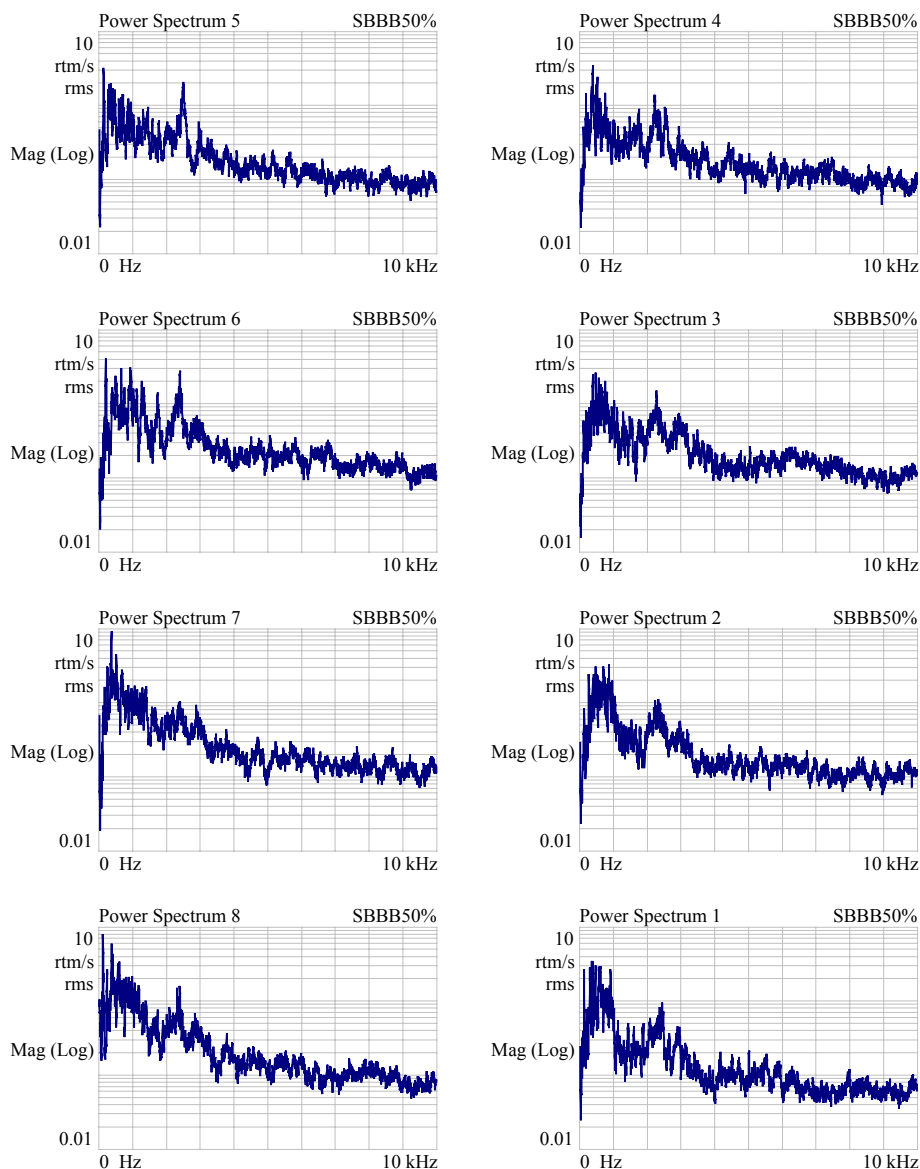 Power Spectrum 5 SBBB50%
10
rtm/s
rms
Mag (Log)
0.01
0 Hz 10 kHz
Power Spectrum 4 SBBB50%
10
rtm/s
rms
Mag (Log)
0.01
0 Hz 10 kHz
Power Spectrum 6 SBBB50%
10
rtm/s
rms
Mag (Log)
0.01
0 Hz 10 kHz
Power Spectrum 3 SBBB50%
10
rtm/s
rms
Mag (Log)
0.01
0 Hz 10 kHz
Power Spectrum 7 SBBB50%
10
rtm/s
rms
Mag (Log)
0.01
0 Hz 10 kHz
Power Spectrum 2 SBBB50%
10
rtm/s
rms
Mag (Log)
0.01
0 Hz 10 kHz
Power Spectrum 8 SBBB50%
10
rtm/s
rms
Mag (Log)
0.01
0 Hz 10 kHz
Power Spectrum 1 SBBB50%
10
rtm/s
rms
Mag (Log)
0.01
0 Hz 10 kHz